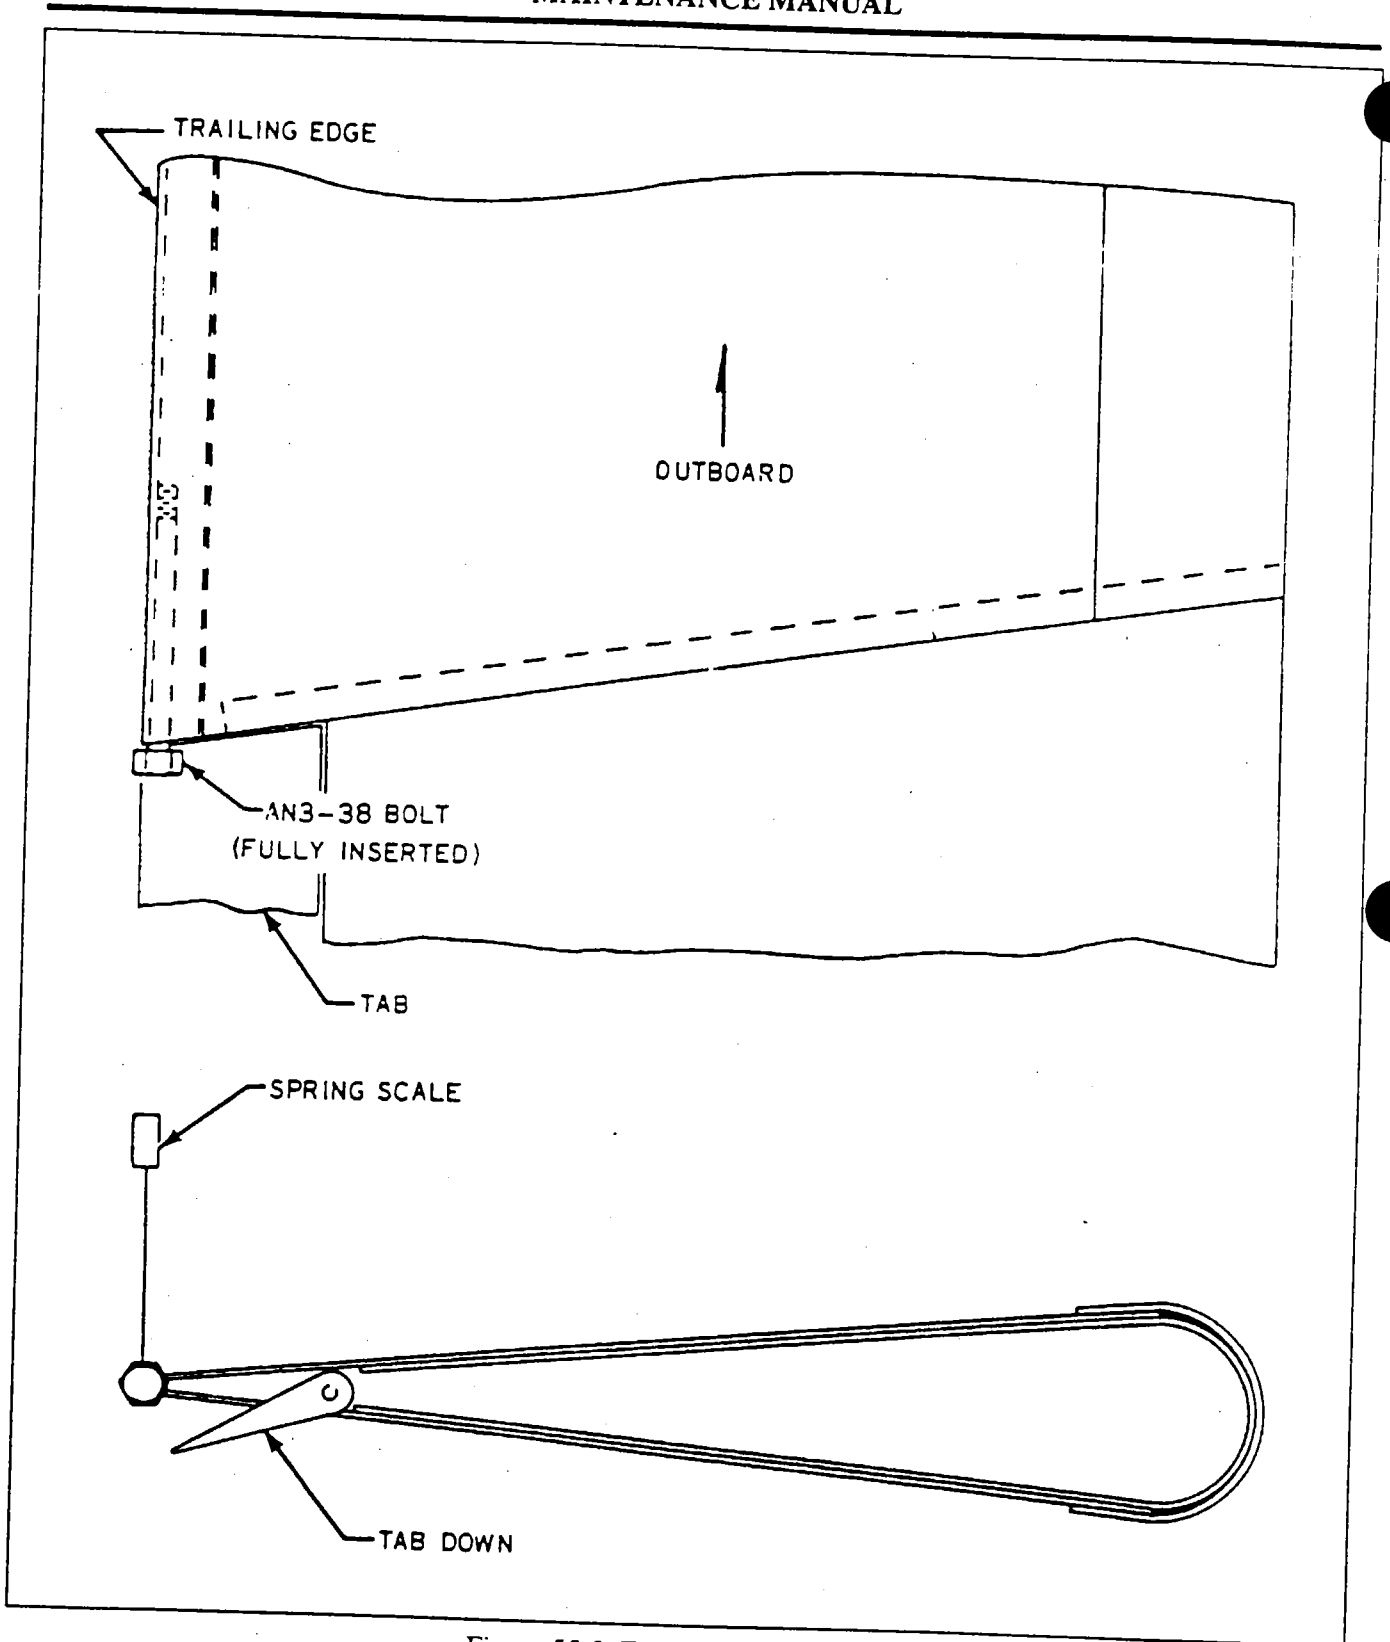 MAINTENANCE MANUAL
TRAILING EDGE
OUTBOARD
AN3-38 BOLT
(FULLY INSERTED)
TAB
SPRING SCALE
TAB DOWN